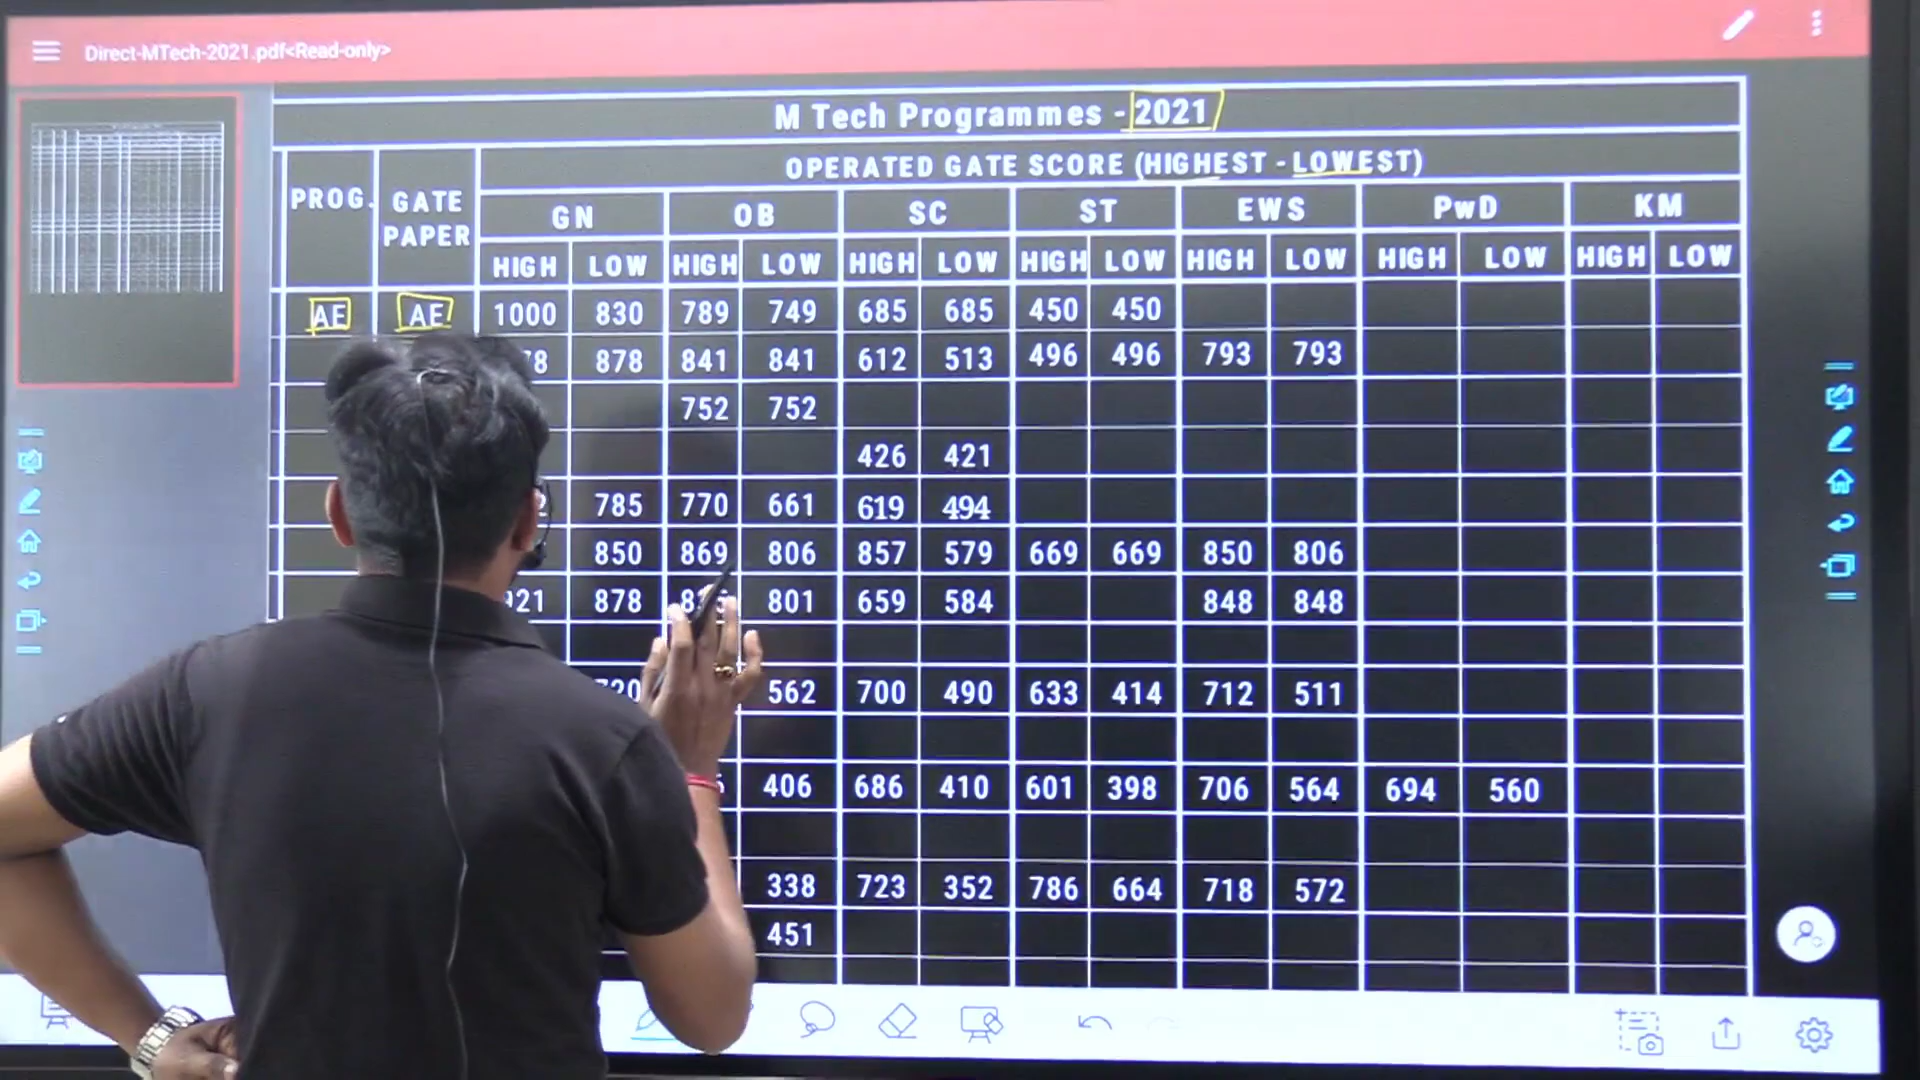 Direct-MTech-2021.pdf<Read-only>
M Tech Programmes - 2021
PROG. GATE PAPER OPERATED GATE SCORE (HIGHEST - LOWEST)
GN OB SC ST EWS PwD KM
HIGH LOW HIGH LOW HIGH LOW HIGH LOW HIGH LOW HIGH LOW HIGH LOW
AE AE 1000 830 789 749 685 685 450 450
878 841 841 612 513 496 496 793 793
752 752
426 421
785 770 661 619 494
850 869 806 857 579 669 669 850 806
878 801 659 584 848 848
562 700 490 633 414 712 511
406 686 410 601 398 706 564 694 560
338 723 352 786 664 718 572
451